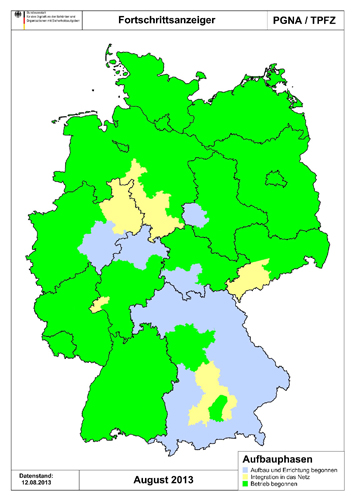 Fortschrittsanzeiger
PGNA / TPFZ
Aufbauphasen
Aufbau und Errichtung begonnen
Integration in das Netz
Betrieb begonnen
Datenstand:
12.08.2013
August 2013